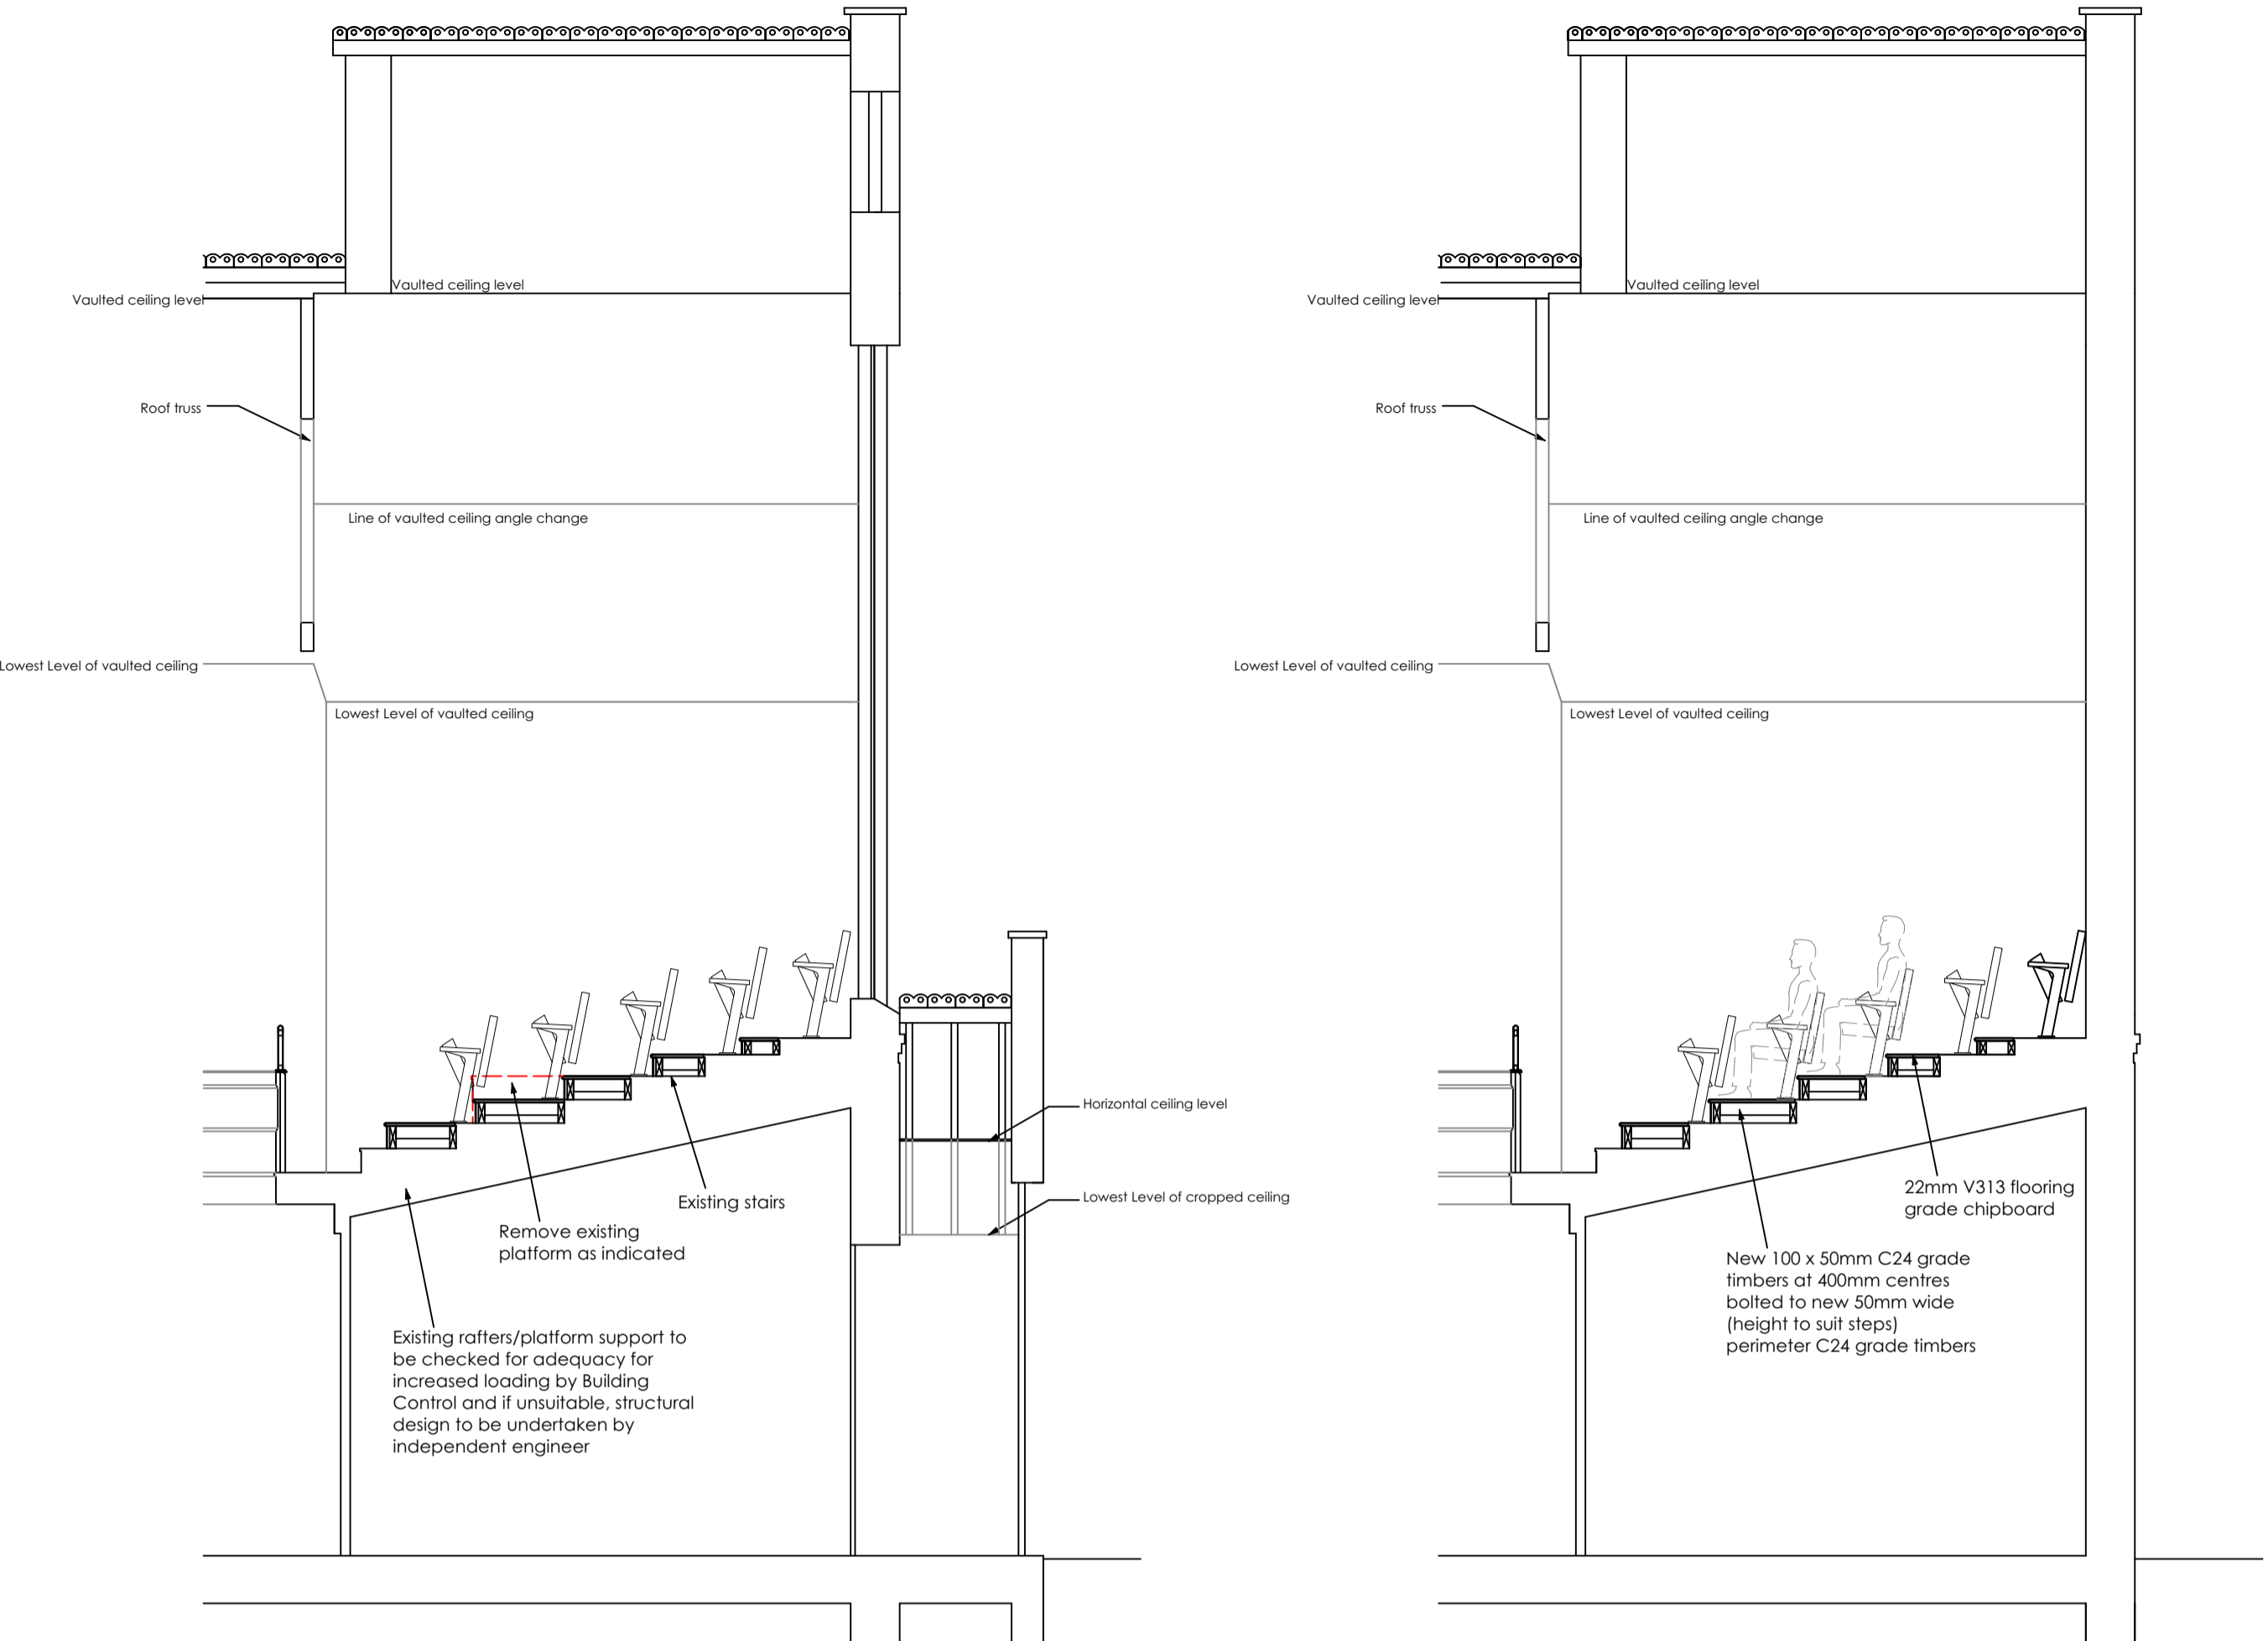 Vaulted ceiling level
Vaulted ceiling level
Roof truss
Line of vaulted ceiling angle change
Lowest Level of vaulted ceiling
Lowest Level of vaulted ceiling
Horizontal ceiling level
Lowest Level of cropped ceiling
Existing stairs
Remove existing
platform as indicated
Existing rafters/platform support to
be checked for adequacy for
increased loading by Building
Control and if unsuitable, structural
design to be undertaken by
independent engineer
Vaulted ceiling level
Vaulted ceiling level
Roof truss
Line of vaulted ceiling angle change
Lowest Level of vaulted ceiling
Lowest Level of vaulted ceiling
22mm V313 flooring
grade chipboard
New 100 x 50mm C24 grade
timbers at 400mm centres
bolted to new 50mm wide
(height to suit steps)
perimeter C24 grade timbers